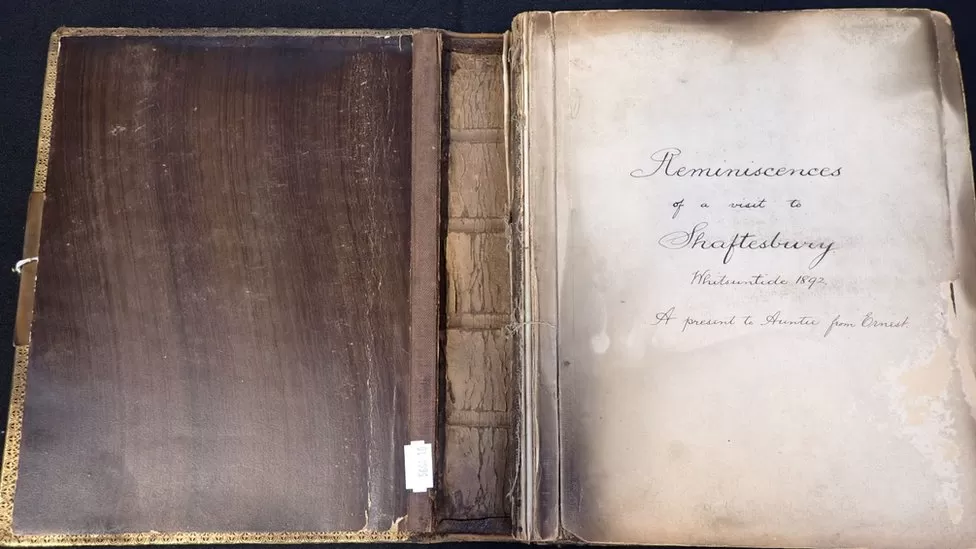 Reminiscences
of a visit to
Shaftesbury
Whitsuntide 1892
A present to Auntie from Ernest.